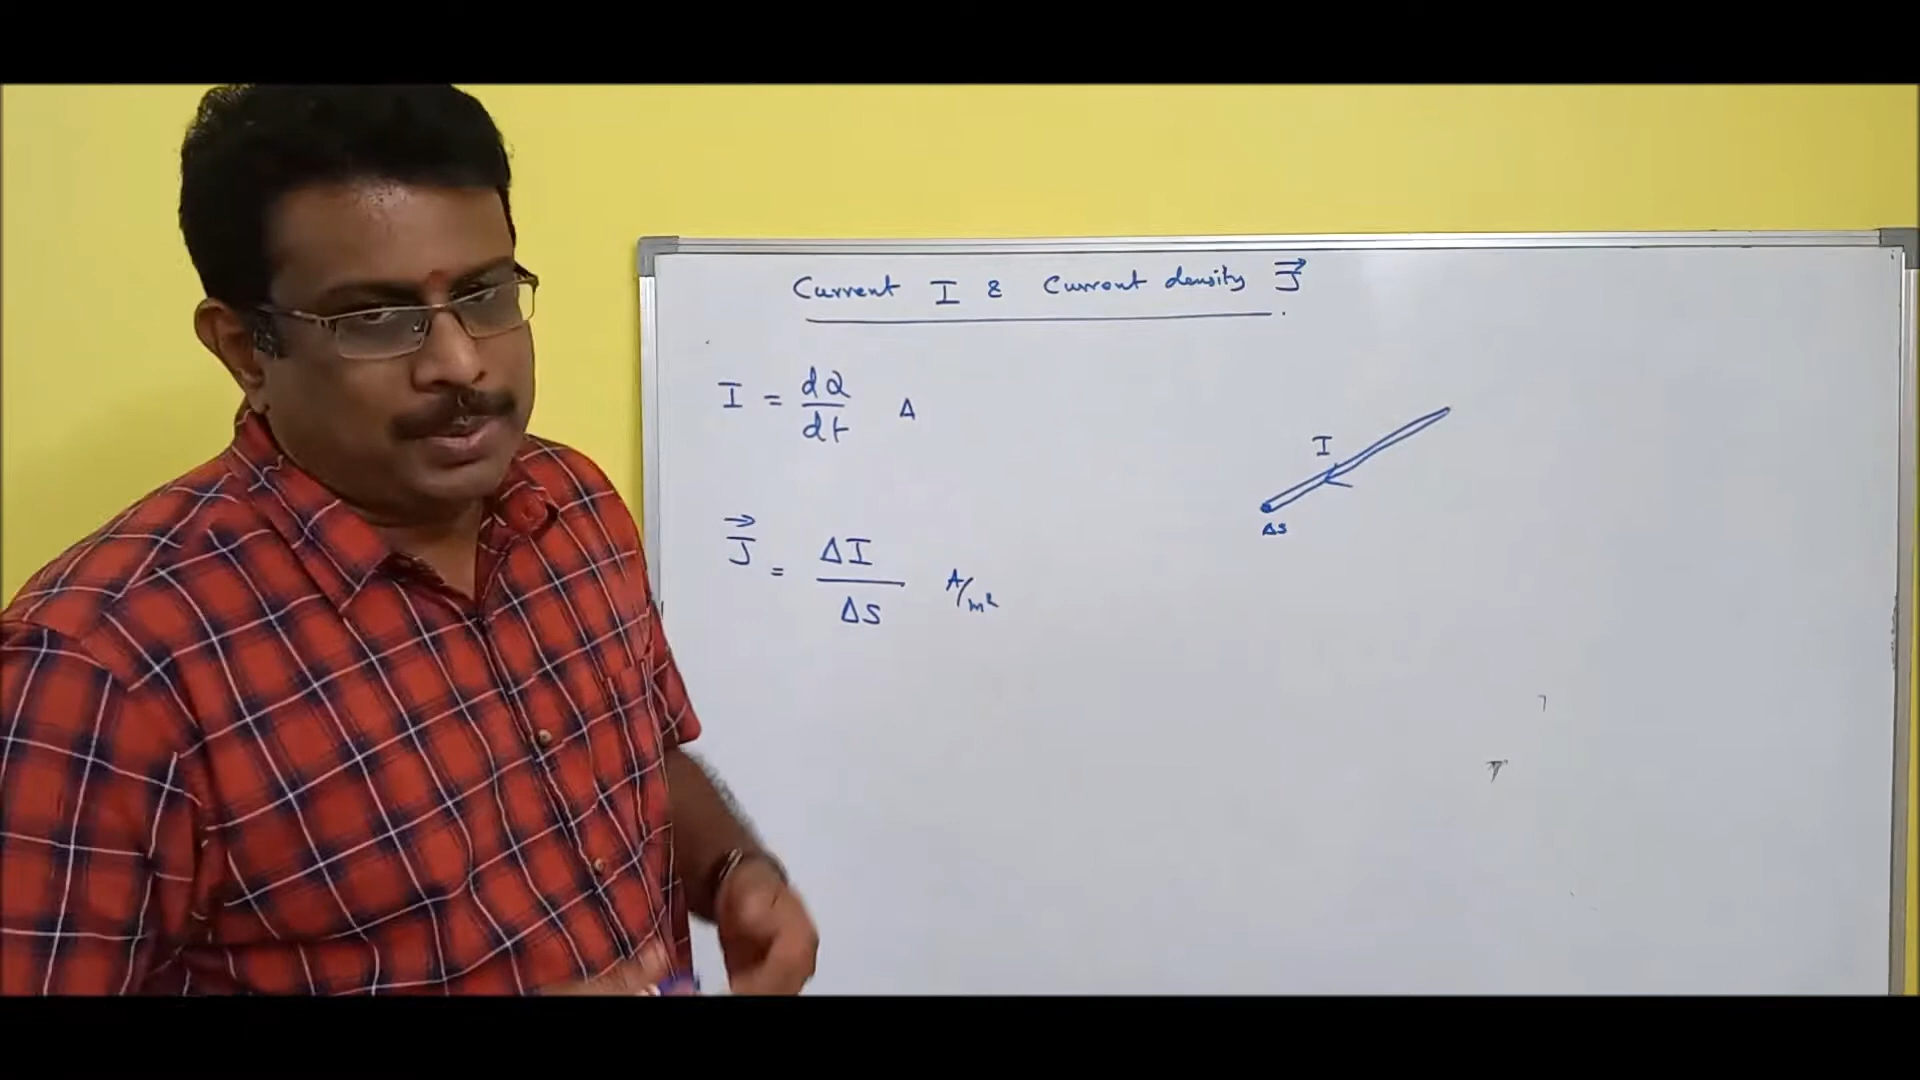 Current I & Current density J⃗
I = dQ/dt A
I
ΔS
J⃗ = ΔI/ΔS A/m²